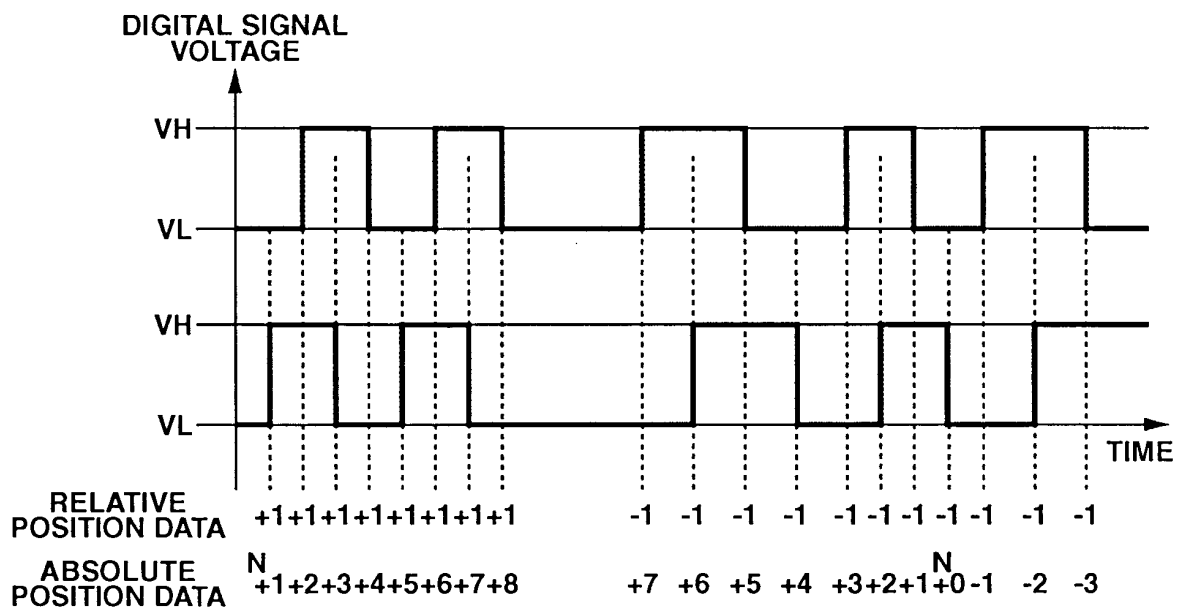 DIGITAL SIGNAL
VOLTAGE
VH
VL
VH
VL
TIME
RELATIVE
POSITION DATA
+1 +1 +1 +1 +1 +1 +1 +1 -1 -1 -1 -1 -1 -1 -1 -1 -1 -1 -1
N N
ABSOLUTE
POSITION DATA
+1 +2 +3 +4 +5 +6 +7 +8 +7 +6 +5 +4 +3 +2 +1 +0 -1 -2 -3